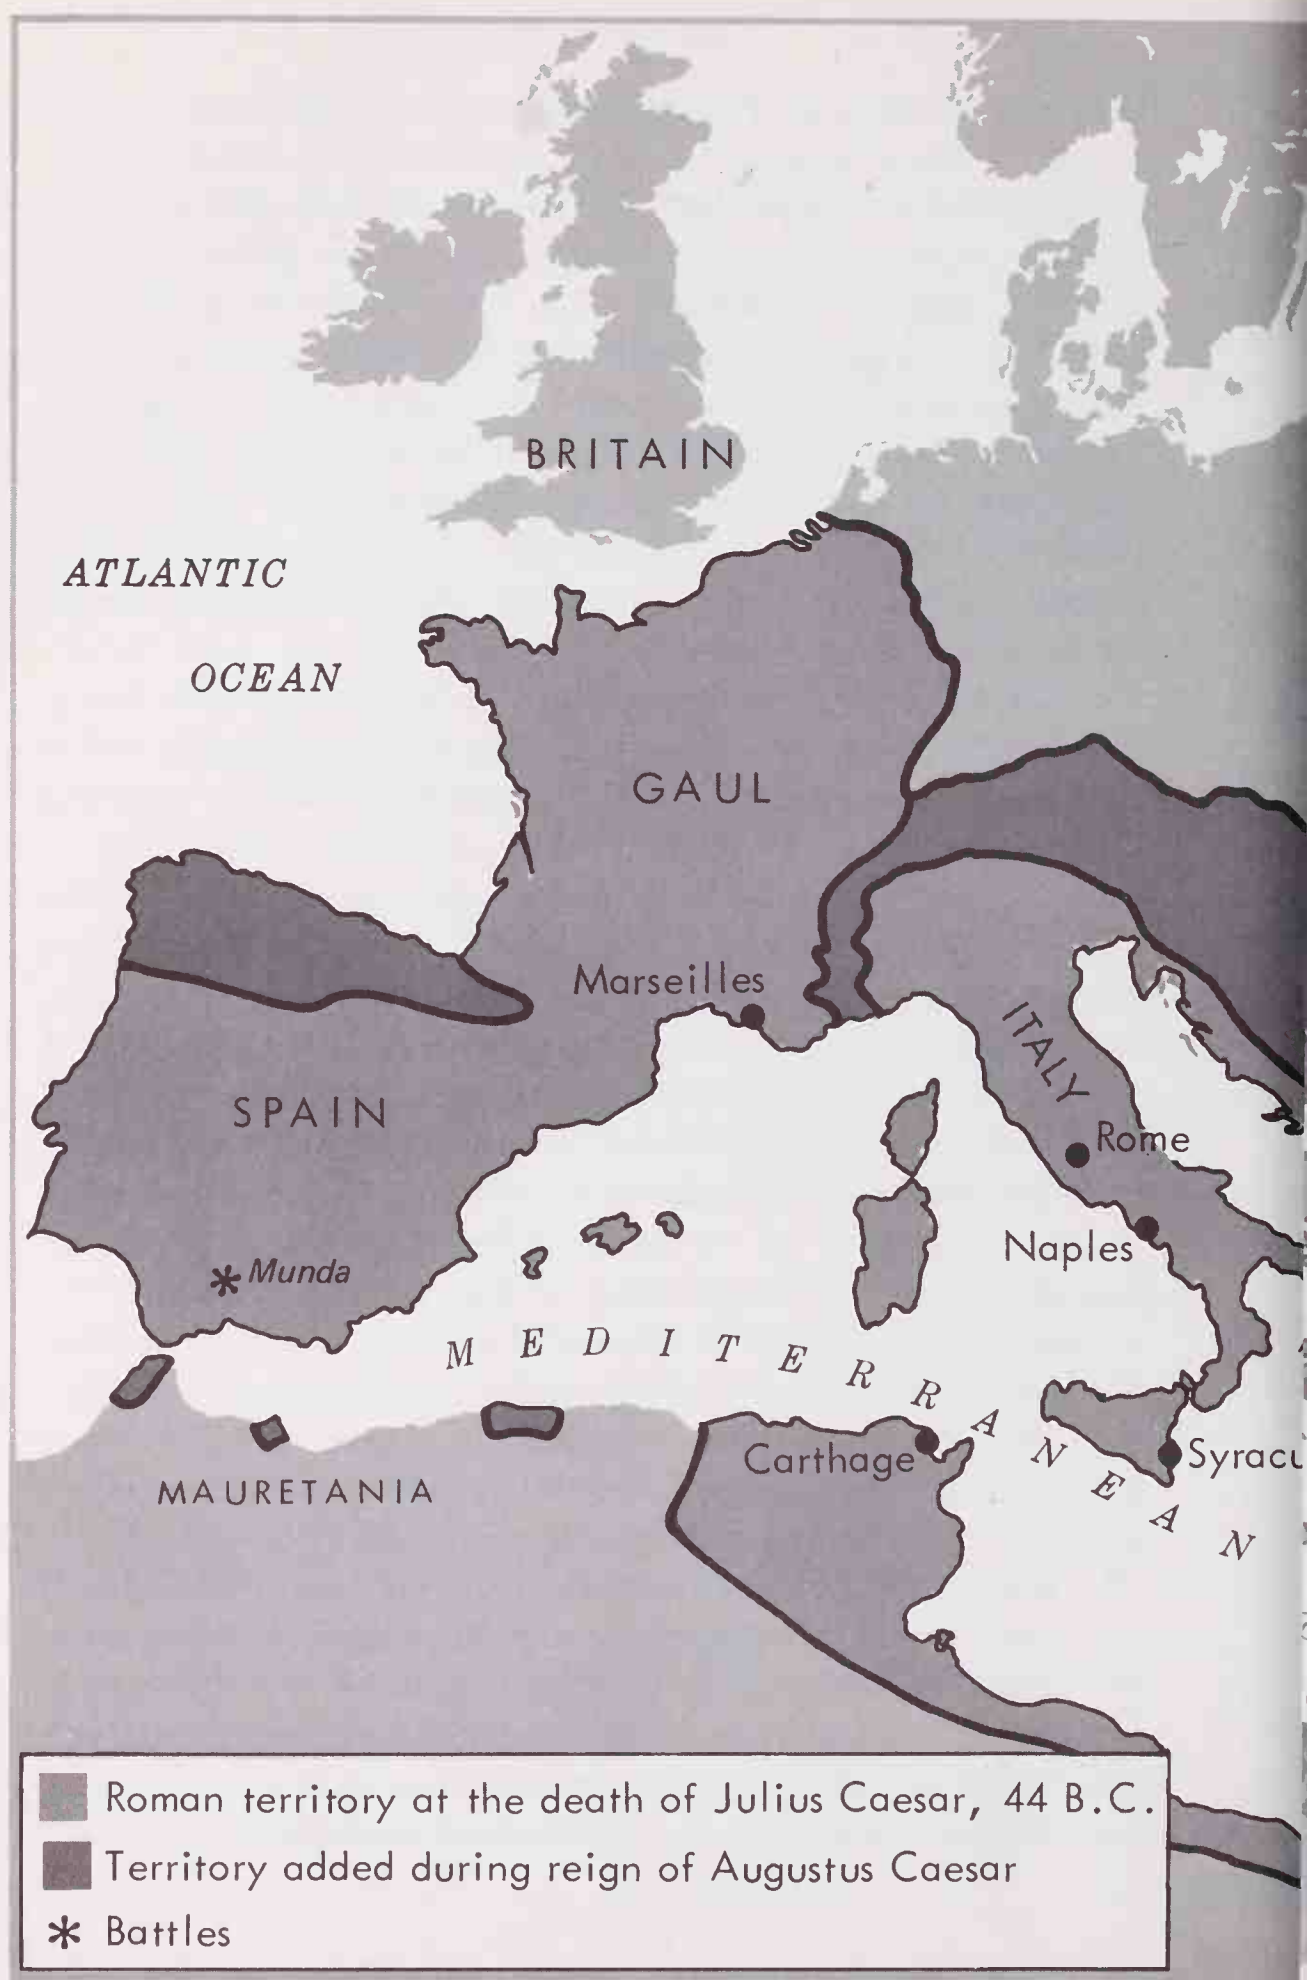 BRITAIN
ATLANTIC
OCEAN
GAUL
Marseilles
ITALY
SPAIN
Rome
Naples
Munda
MEDITERRANEAN
Carthage
Syracu
MAURETANIA
Roman territory at the death of Julius Caesar, 44 B.C.
Territory added during reign of Augustus Caesar
* Battles